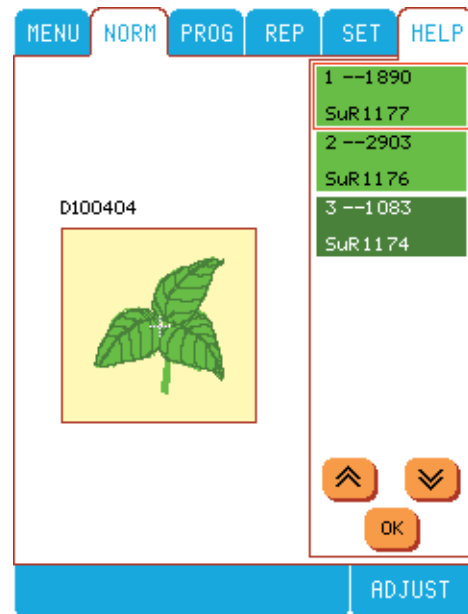 MENU NORM PROG REP SET HELP
1 --1890
SuR1177
2 --2903
SuR1176
D100404
3 --1083
SuR1174
OK
ADJUST